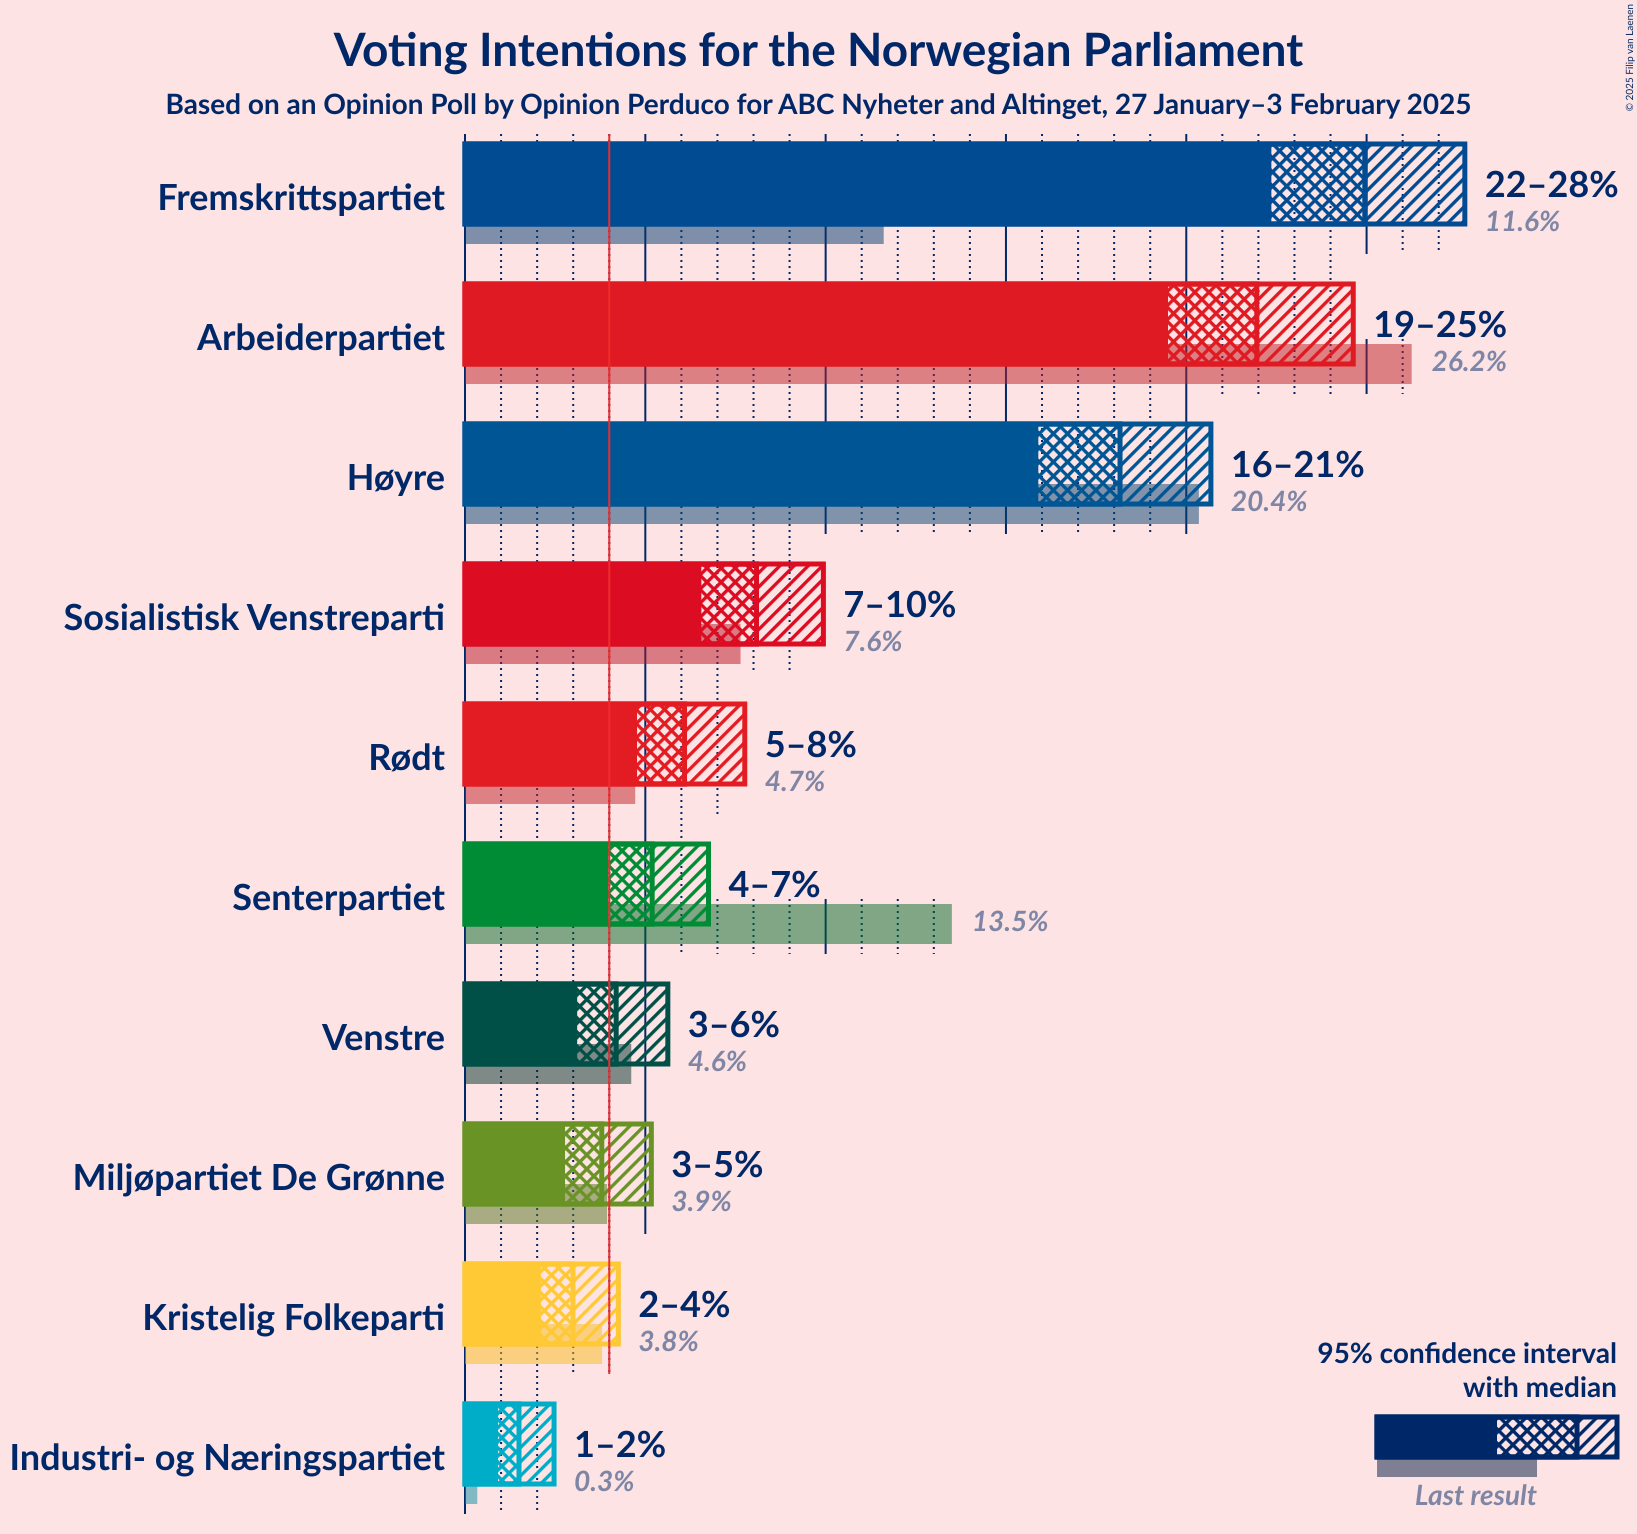 Voting Intentions for the Norwegian Parliament
Based on an Opinion Poll by Opinion Perduco for ABC Nyheter and Altinget, 27 January–3 February 2025
© 2025 Filip van Laenen
Fremskrittspartiet
22–28%
11.6%
Arbeiderpartiet
19–25%
26.2%
Høyre
16–21%
20.4%
Sosialistisk Venstreparti
7–10%
7.6%
Rødt
5–8%
4.7%
Senterpartiet
4–7%
13.5%
Venstre
3–6%
4.6%
Miljøpartiet De Grønne
3–5%
3.9%
Kristelig Folkeparti
2–4%
3.8%
Industri- og Næringspartiet
1–2%
0.3%
95% confidence interval
with median
Last result